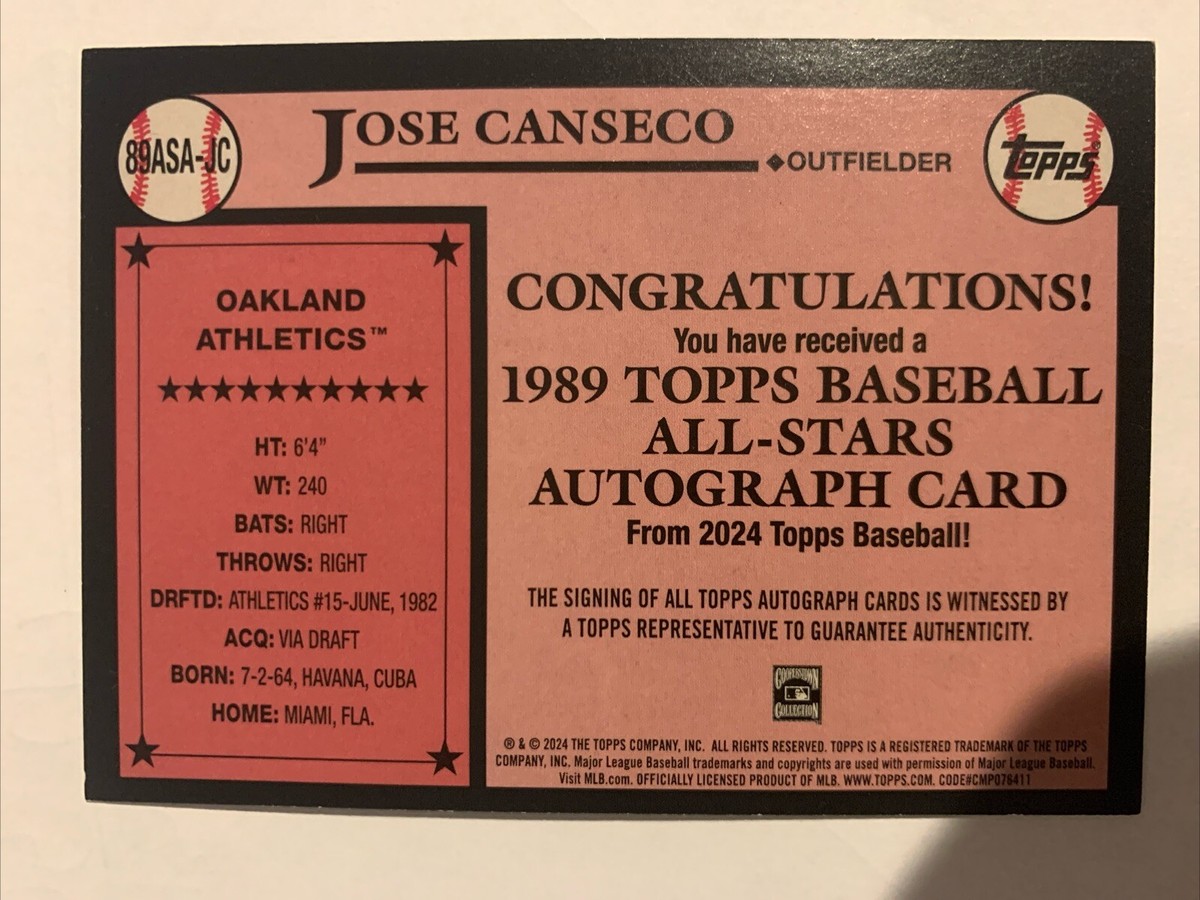 89ASA-JC
JOSE CANSECO
◆OUTFIELDER
TOPPS®
OAKLAND
ATHLETICS™
★★★★★★★★★★
HT: 6'4"
WT: 240
BATS: RIGHT
THROWS: RIGHT
DRFTD: ATHLETICS #15-JUNE, 1982
ACQ: VIA DRAFT
BORN: 7-2-64, HAVANA, CUBA
HOME: MIAMI, FLA.
CONGRATULATIONS!
You have received a
1989 TOPPS BASEBALL
ALL-STARS
AUTOGRAPH CARD
From 2024 Topps Baseball!
THE SIGNING OF ALL TOPPS AUTOGRAPH CARDS IS WITNESSED BY
A TOPPS REPRESENTATIVE TO GUARANTEE AUTHENTICITY.
COOPERSTOWN
COLLECTION
® & © 2024 THE TOPPS COMPANY, INC. ALL RIGHTS RESERVED. TOPPS IS A REGISTERED TRADEMARK OF THE TOPPS
COMPANY, INC. Major League Baseball trademarks and copyrights are used with permission of Major League Baseball.
Visit MLB.com. OFFICIALLY LICENSED PRODUCT OF MLB. WWW.TOPPS.COM. CODE#CMP076411